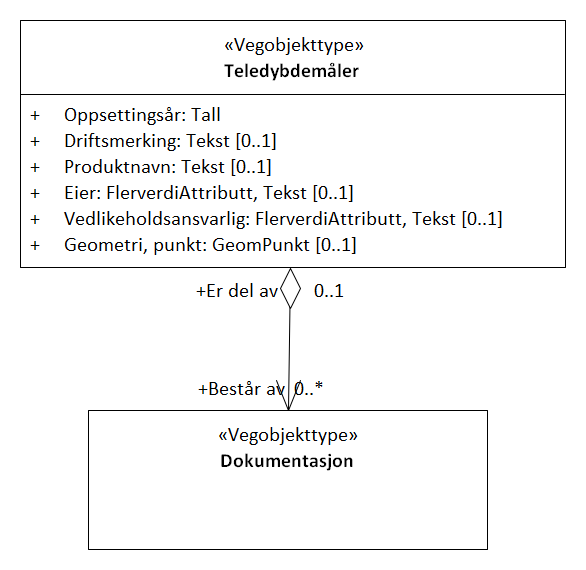 «Vegobjekttype»
Teledybdemåler
+ Oppsettingsår: Tall
+ Driftsmerking: Tekst [0..1]
+ Produktnavn: Tekst [0..1]
+ Eier: FlerverdiAttributt, Tekst [0..1]
+ Vedlikeholdsansvarlig: FlerverdiAttributt, Tekst [0..1]
+ Geometri, punkt: GeomPunkt [0..1]
+Er del av 0..1
+Består av 0..*
«Vegobjekttype»
Dokumentasjon